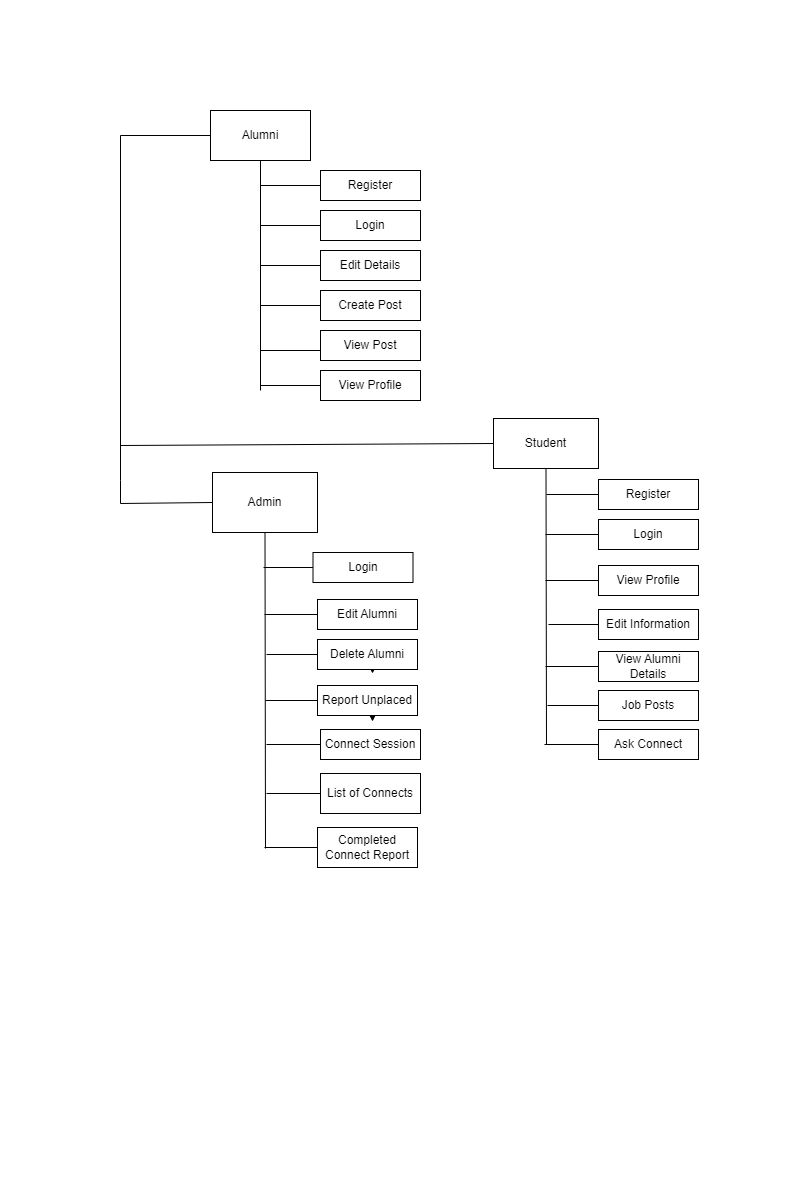 Alumni
Register
Login
Edit Details
Create Post
View Post
View Profile
Student
Register
Login
View Profile
Edit Information
View Alumni
Details
Job Posts
Ask Connect
Admin
Login
Edit Alumni
Delete Alumni
Report Unplaced
Connect Session
List of Connects
Completed
Connect Report